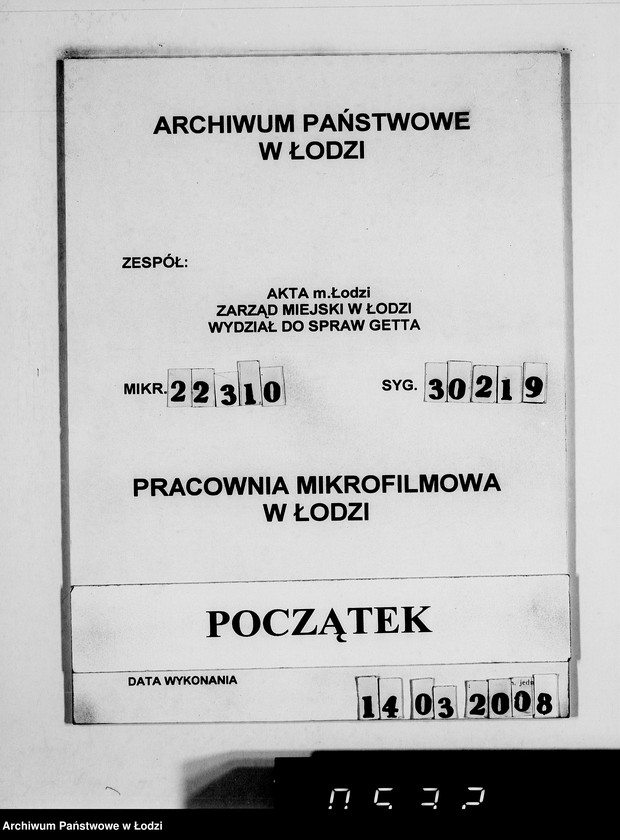 ARCHIWUM PAŃSTWOWE
W ŁODZI
ZESPÓŁ:
AKTA m.Łodzi
ZARZĄD MIEJSKI W ŁODZI
WYDZIAŁ DO SPRAW GETTA
MIKR. 22310 SYG. 30219
PRACOWNIA MIKROFILMOWA
W ŁODZI
POCZĄTEK
DATA WYKONANIA 14 03 2008
Archiwum Państwowe w Łodzi